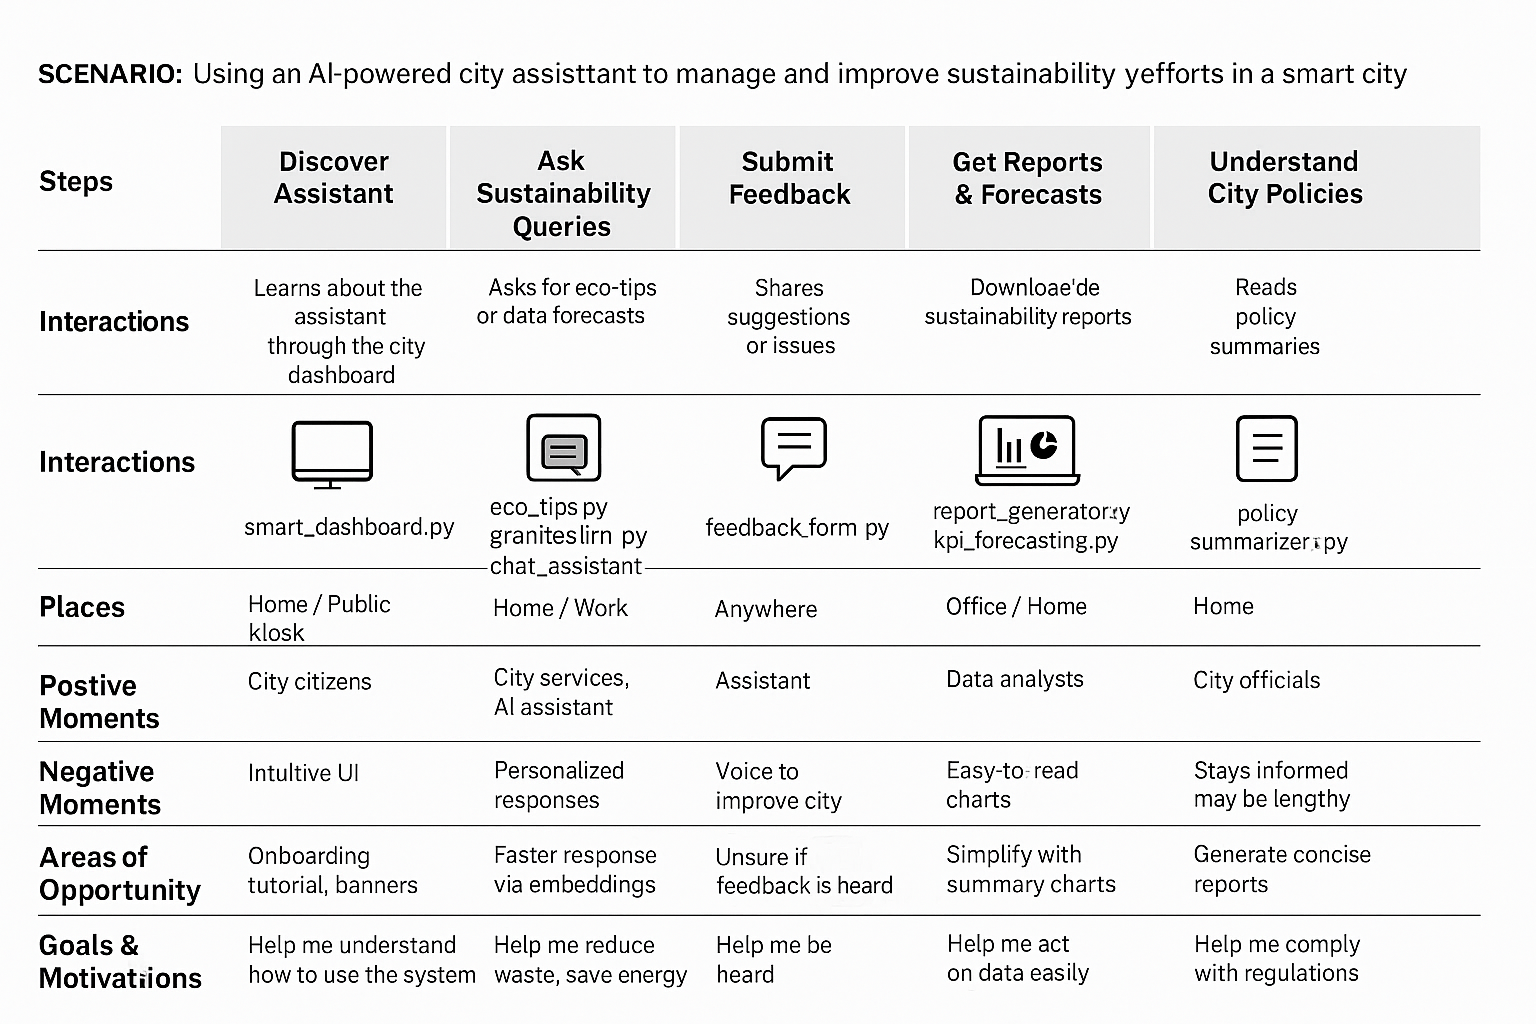 SCENARIO: Using an AI-powered city assisttant to manage and improve sustainability yefforts in a smart city
Steps
Discover
Assistant
Ask
Sustainability
Queries
Submit
Feedback
Get Reports
& Forecasts
Understand
City Policies
Interactions
Learns about the
assistant
through the city
dashboard
Asks for eco-tips
or data forecasts
Shares
suggestions
or issues
Downloae'de
sustainability reports
Reads
policy
summaries
Interactions
smart_dashboard.py
eco_tips py
graniteslirn py
chat_assistant
feedback_form py
report_generator.y
kpi_forecasting.py
policy
summarizer.py
Places
Home / Public
klosk
Home / Work
Anywhere
Office / Home
Home
Postive
Moments
City citizens
City services,
AI assistant
Assistant
Data analysts
City officials
Negative
Moments
Intultive UI
Personalized
responses
Voice to
improve city
Easy-to-read
charts
Stays informed
may be lengthy
Areas of
Opportunity
Onboarding
tutorial, banners
Faster response
via embeddings
Unsure if
feedback is heard
Simplify with
summary charts
Generate concise
reports
Goals &
Motivations
Help me understand
how to use the system
Help me reduce
waste, save energy
Help me be
heard
Help me act
on data easily
Help me comply
with regulations